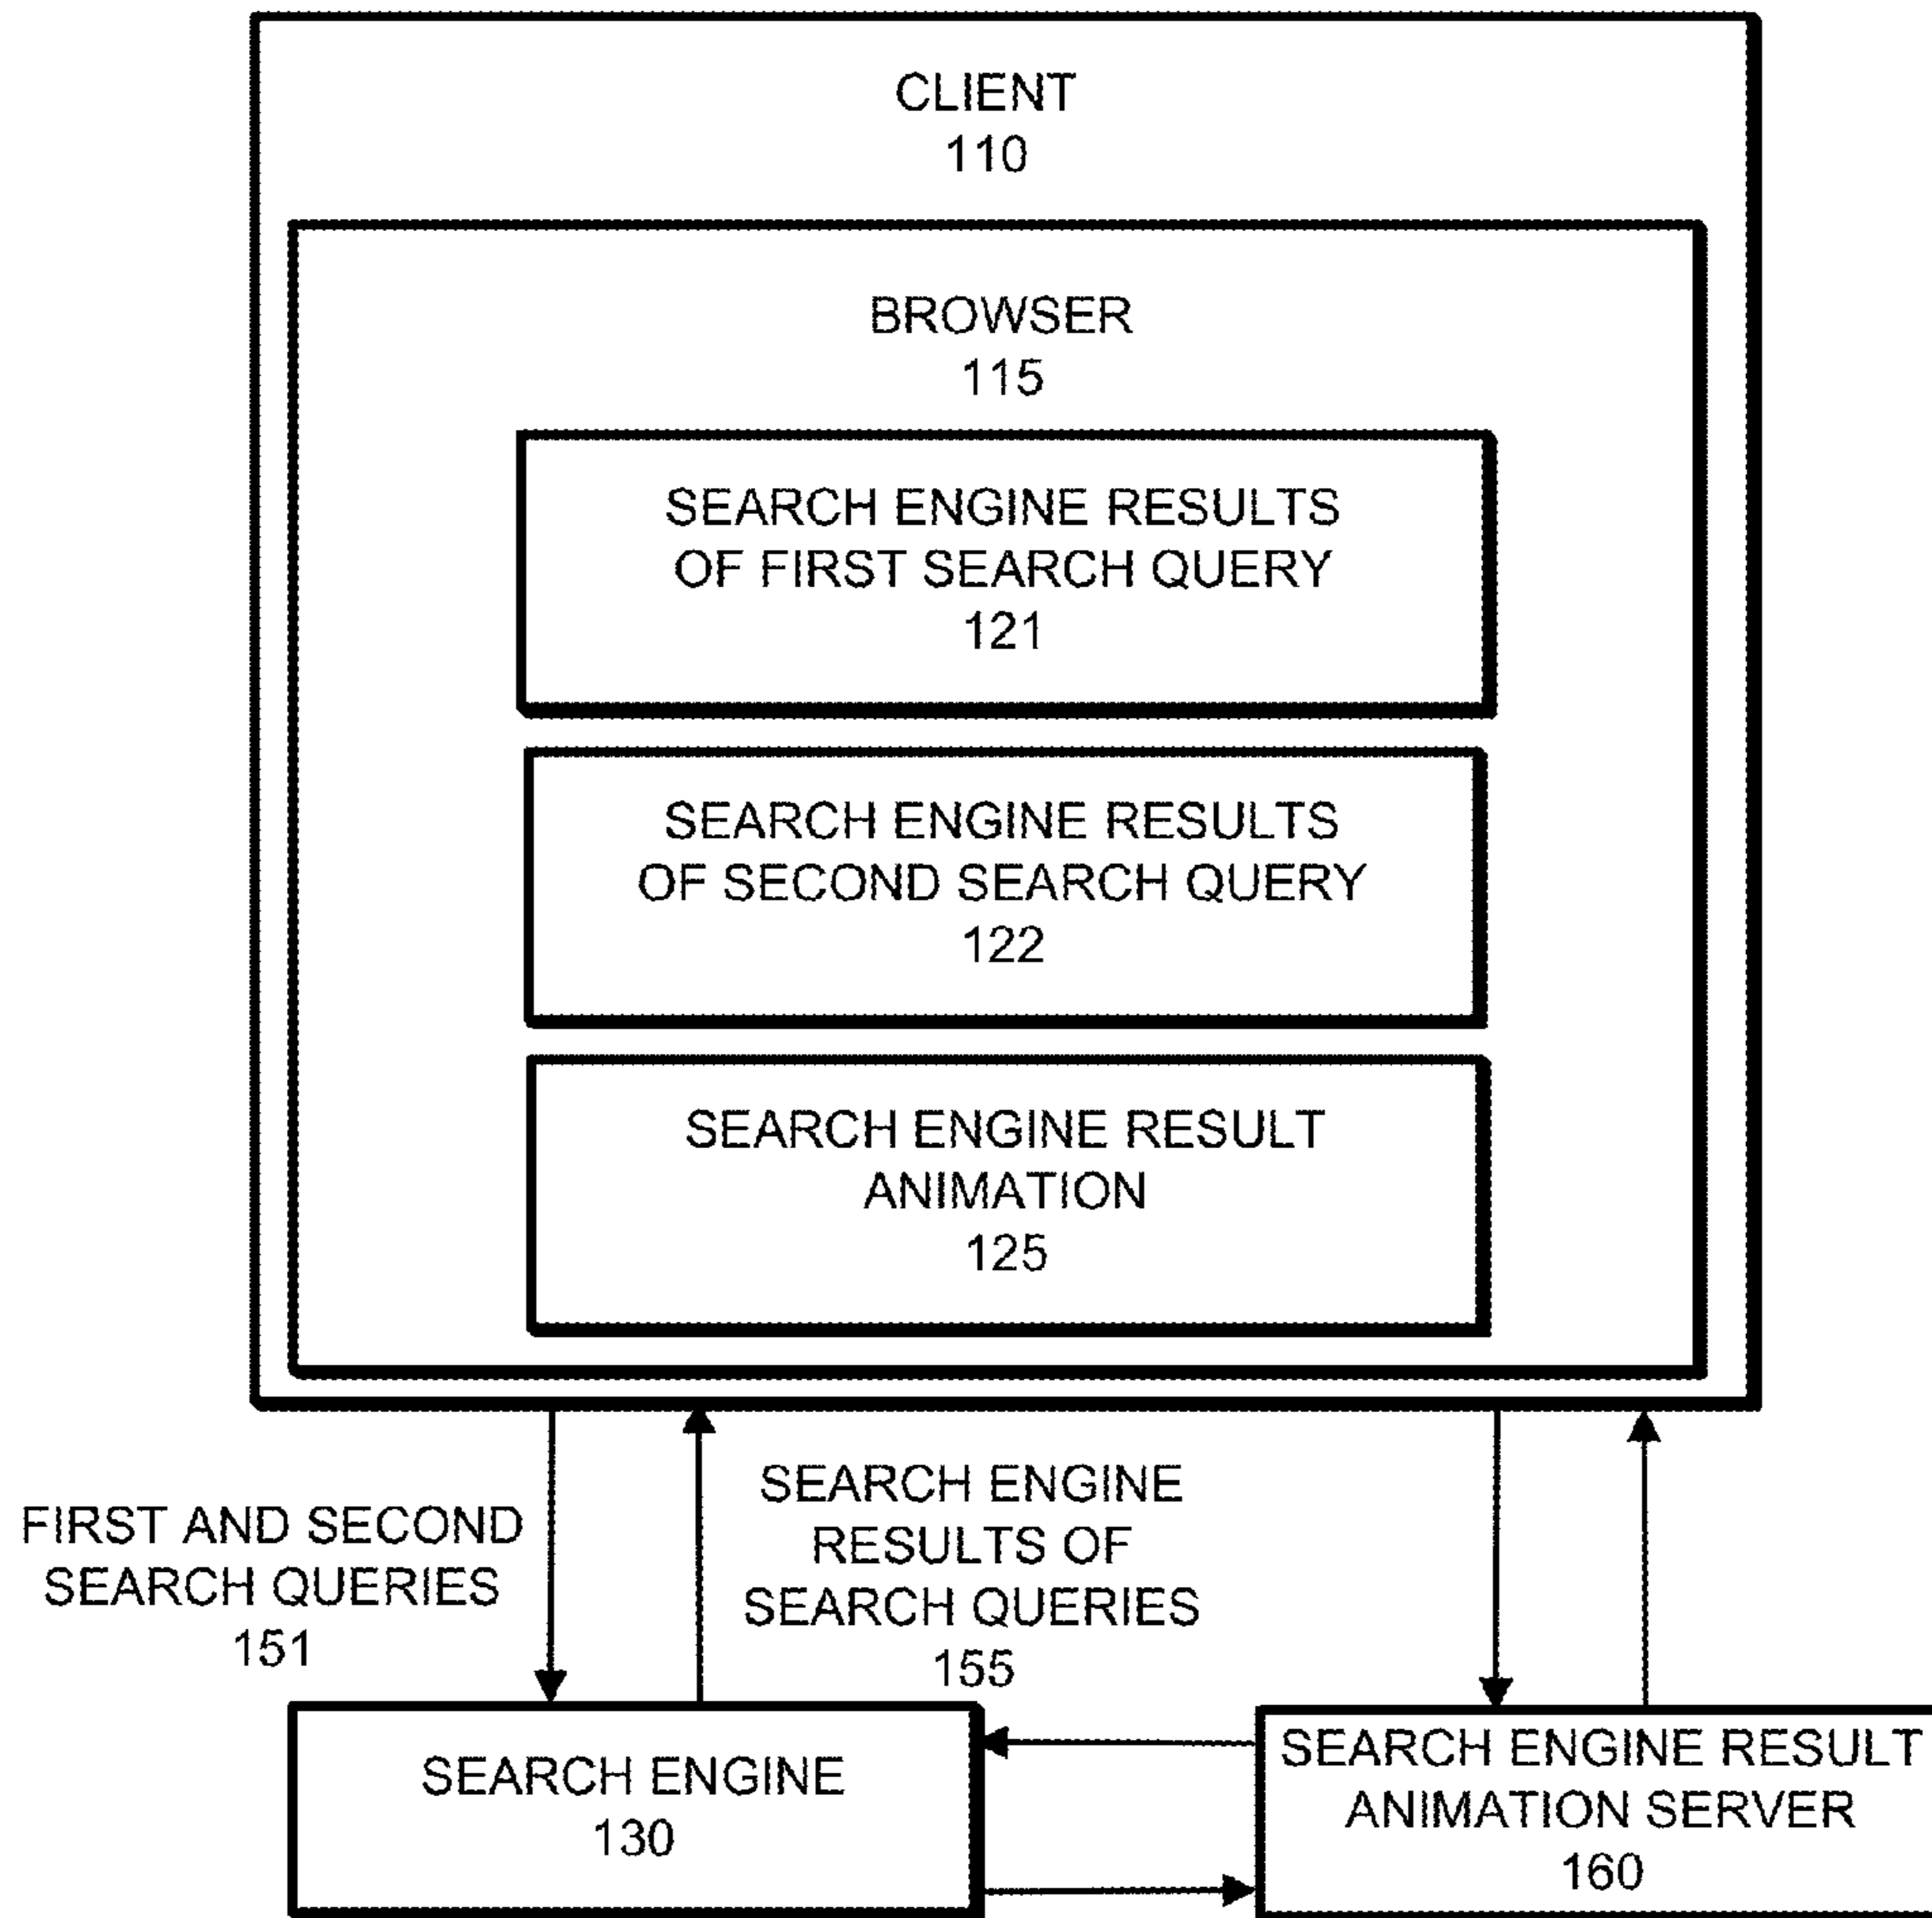 CLIENT
110
BROWSER
115
SEARCH ENGINE RESULTS
OF FIRST SEARCH QUERY
121
SEARCH ENGINE RESULTS
OF SECOND SEARCH QUERY
122
SEARCH ENGINE RESULT
ANIMATION
125
FIRST AND SECOND
SEARCH QUERIES
151
SEARCH ENGINE
RESULTS OF
SEARCH QUERIES
155
SEARCH ENGINE
130
SEARCH ENGINE RESULT
ANIMATION SERVER
160